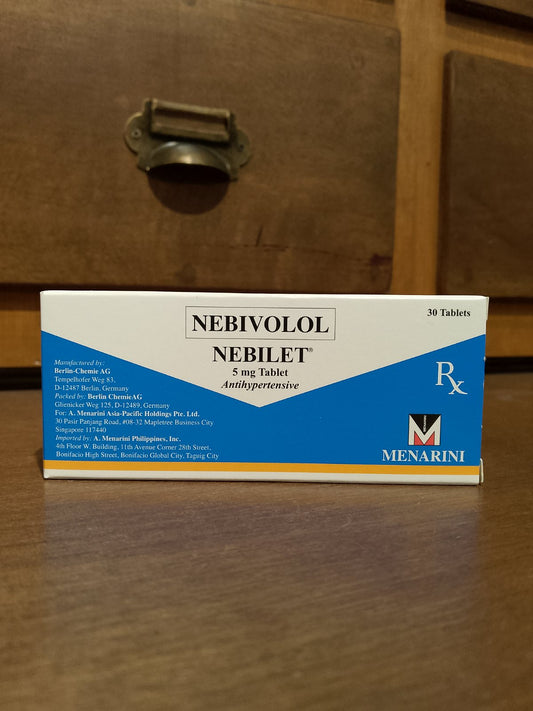 30 Tablets
NEBIVOLOL
NEBILET®
5 mg Tablet
Antihypertensive
Rx
Manufactured by:
Berlin-Chemie AG
Tempelhofer Weg 83,
D-12487 Berlin, Germany
Packed by: Berlin ChemieAG
Glienicker Weg 125, D-12489, Germany
For: A. Menarini Asia-Pacific Holdings Pte. Ltd.
30 Pasir Panjang Road, #08-32 Mapletree Business City
Singapore 117440
Imported by: A. Menarini Philippines, Inc.
4th Floor W. Building, 11th Avenue Corner 28th Street,
Bonifacio High Street, Bonifacio Global City, Taguig City
M
MENARINI